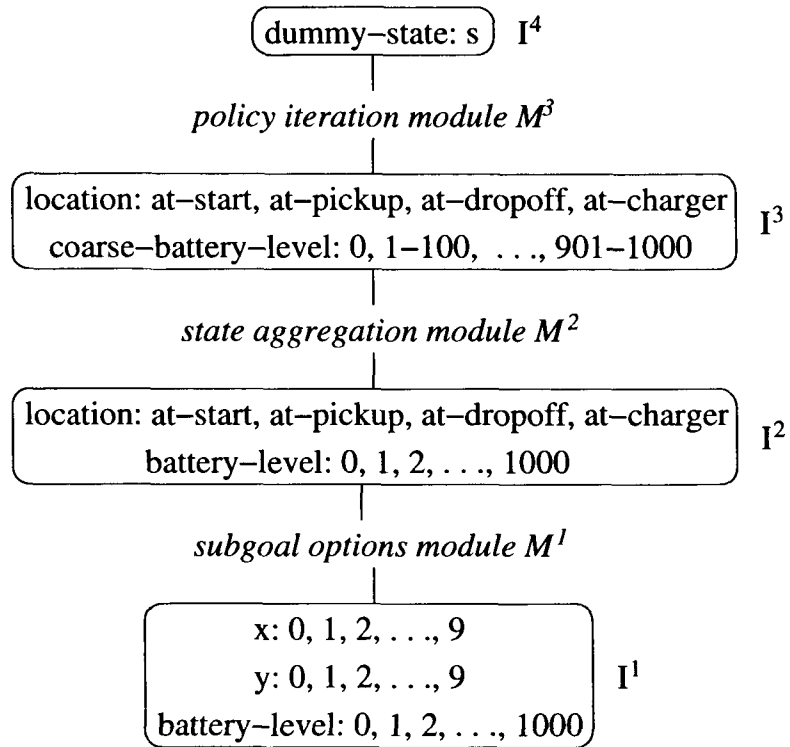 dummy–state: s I⁴
policy iteration module M³
location: at–start, at–pickup, at–dropoff, at–charger
coarse–battery–level: 0, 1–100, . . ., 901–1000
I³
state aggregation module M²
location: at–start, at–pickup, at–dropoff, at–charger
battery–level: 0, 1, 2, . . ., 1000
I²
subgoal options module M¹
x: 0, 1, 2, . . ., 9
y: 0, 1, 2, . . ., 9
I¹
battery–level: 0, 1, 2, . . ., 1000